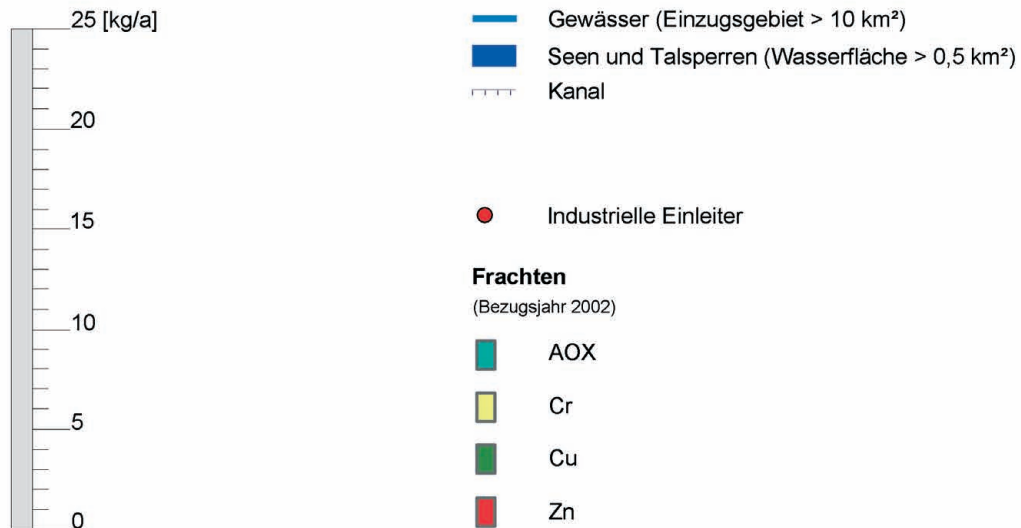 25 [kg/a]
20
15
10
5
0
Gewässer (Einzugsgebiet > 10 km²)
Seen und Talsperren (Wasserfläche > 0,5 km²)
Kanal
Industrielle Einleiter
Frachten
(Bezugsjahr 2002)
AOX
Cr
Cu
Zn